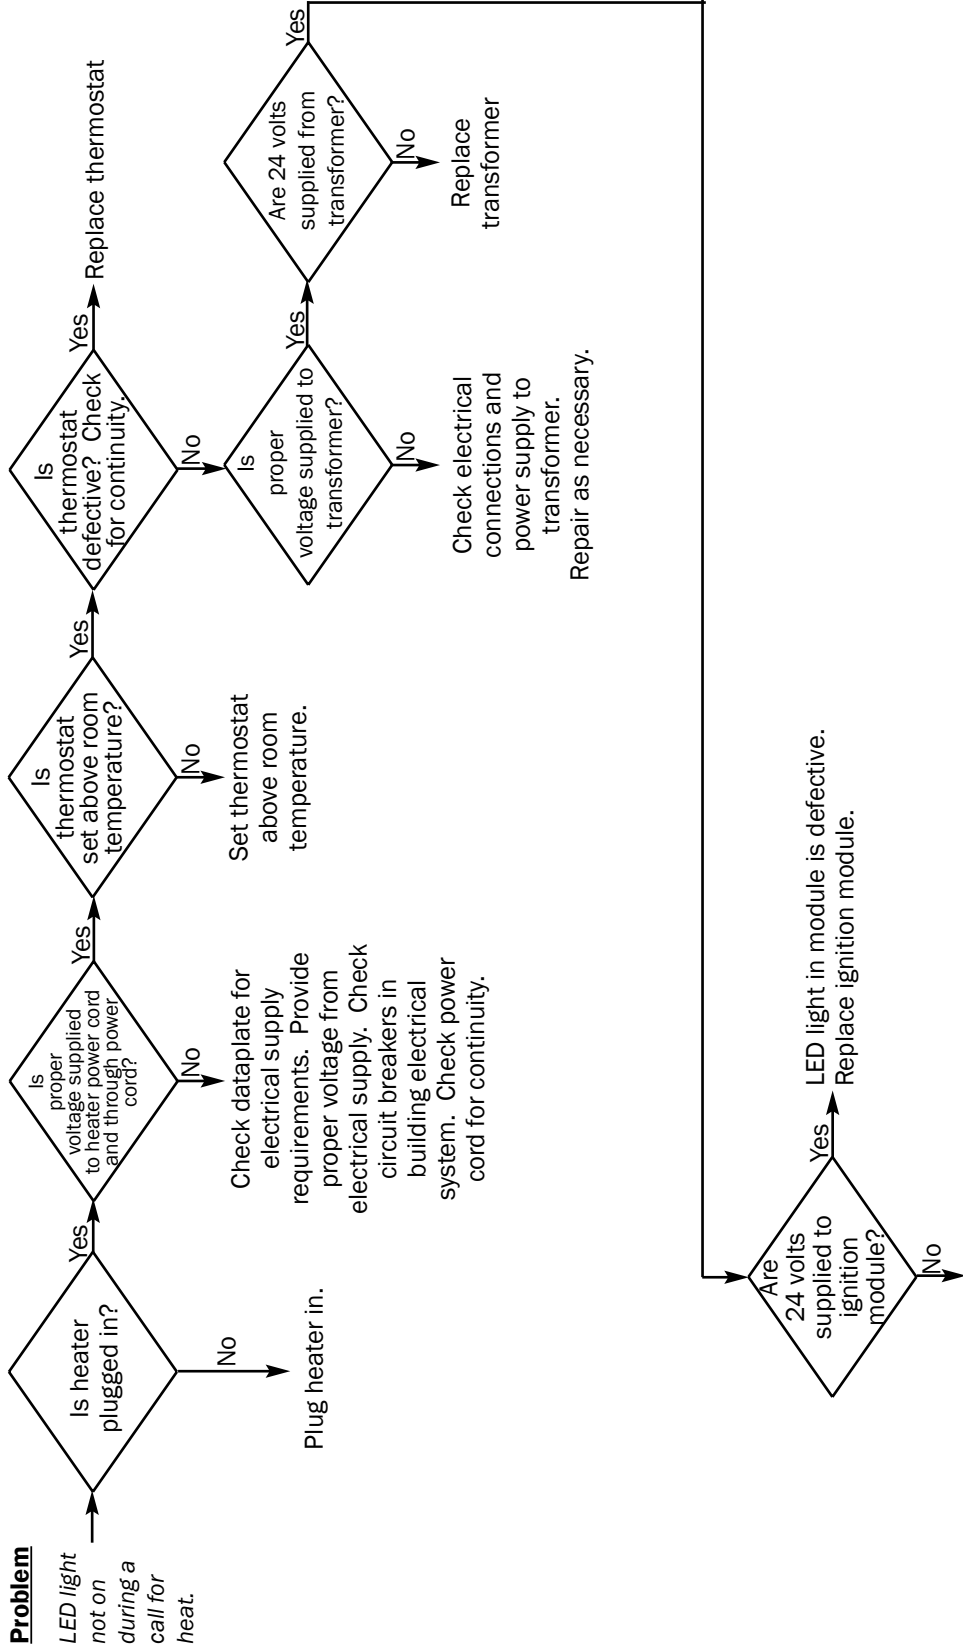 Problem
LED light
not on
during a
call for
heat.
Is heater
plugged in?
Yes
No
Plug heater in.
Is
proper
voltage supplied
to heater power cord
and through power
cord?
Yes
No
Check dataplate for
electrical supply
requirements. Provide
proper voltage from
electrical supply. Check
circuit breakers in
building electrical
system. Check power
cord for continuity.
Is
thermostat
set above room
temperature?
Yes
No
Set thermostat
above room
temperature.
Is
thermostat
defective? Check
for continuity.
Yes
Replace thermostat
No
Is
proper
voltage supplied to
transformer?
Yes
No
Check electrical
connections and
power supply to
transformer.
Repair as necessary.
Are 24 volts
supplied from
transformer?
Yes
No
Replace
transformer
Are
24 volts
supplied to
ignition
module?
Yes
LED light in module is defective.
Replace ignition module.
No